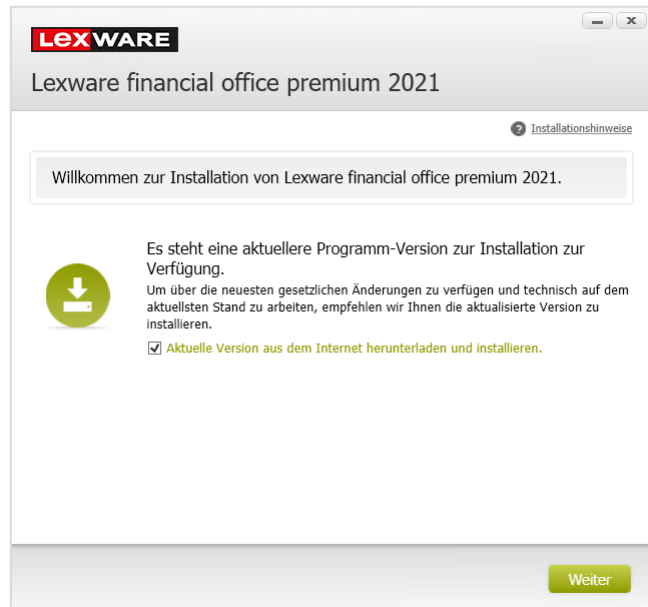 LEXWARE
Lexware financial office premium 2021
? Installationshinweise
Willkommen zur Installation von Lexware financial office premium 2021.
Es steht eine aktuellere Programm-Version zur Installation zur
Verfügung.
Um über die neuesten gesetzlichen Änderungen zu verfügen und technisch auf dem
aktuellsten Stand zu arbeiten, empfehlen wir Ihnen die aktualisierte Version zu
installieren.
Aktuelle Version aus dem Internet herunterladen und installieren.
Weiter